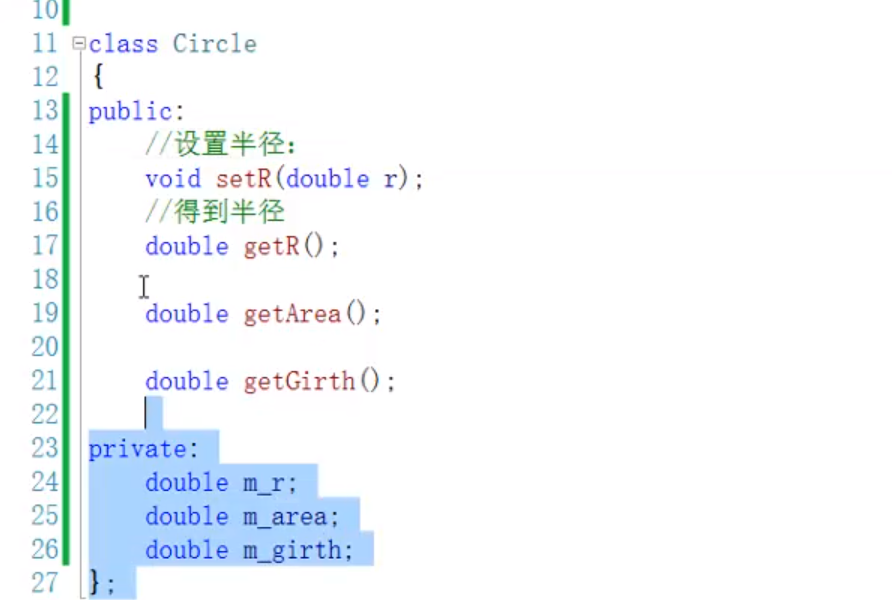 10
11 class Circle
12 {
13 public:
14 //设置半径:
15 void setR(double r);
16 //得到半径
17 double getR();
18
19 double getArea();
20
21 double getGirth();
22
23 private:
24 double m_r;
25 double m_area;
26 double m_girth;
27 };